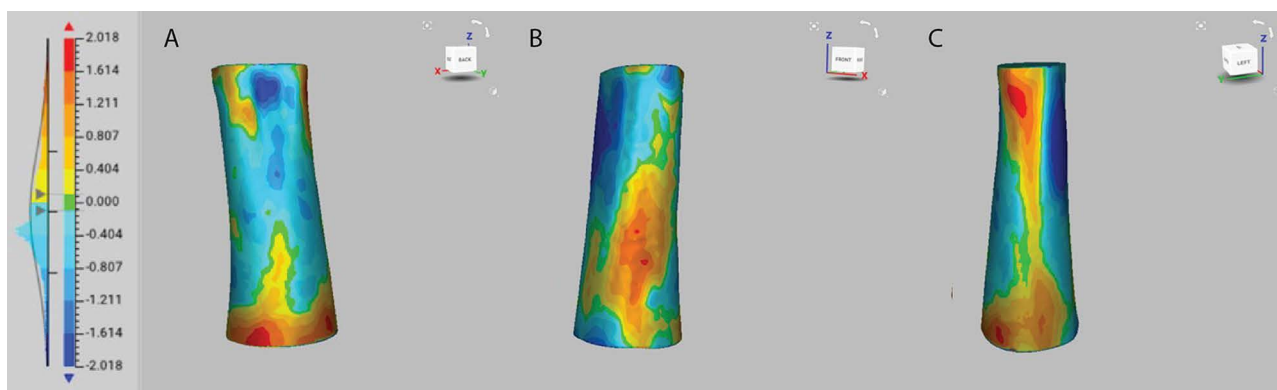 2.018
1.614
1.211
0.807
0.404
0.000
-0.404
-0.807
-1.211
-1.614
-2.018
A
Z
BACK
X
Y
B
Z
FRONT
X
C
Z
LEFT
Y